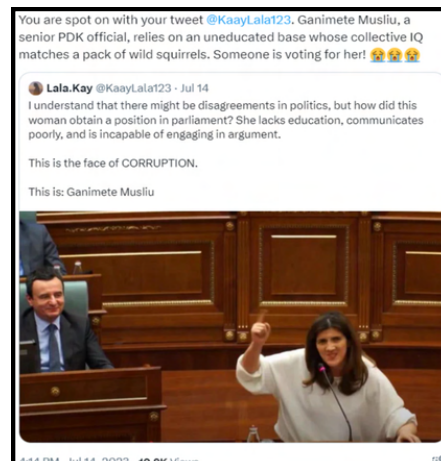 You are spot on with your tweet @KaayLala123. Ganimete Musliu, a
senior PDK official, relies on an uneducated base whose collective IQ
matches a pack of wild squirrels. Someone is voting for her! 😭😭😭
Lala.Kay @KaayLala123 · Jul 14
I understand that there might be disagreements in politics, but how did this
woman obtain a position in parliament? She lacks education, communicates
poorly, and is incapable of engaging in argument.
This is the face of CORRUPTION.
This is: Ganimete Musliu
4:14 PM · Jul 14, 2023 · Views